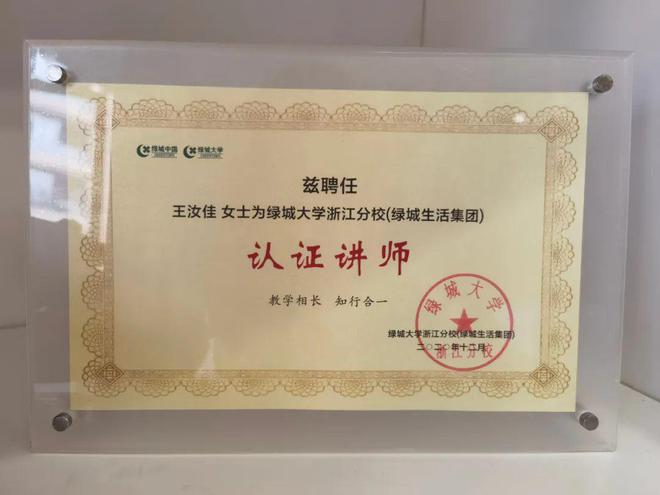 绿城中国 绿城大学
兹聘任
王汝佳 女士为绿城大学浙江分校(绿城生活集团)
认证讲师
教学相长 知行合一
绿城大学
绿城大学浙江分校(绿城生活集团)
二〇二〇年十二月
浙江分校